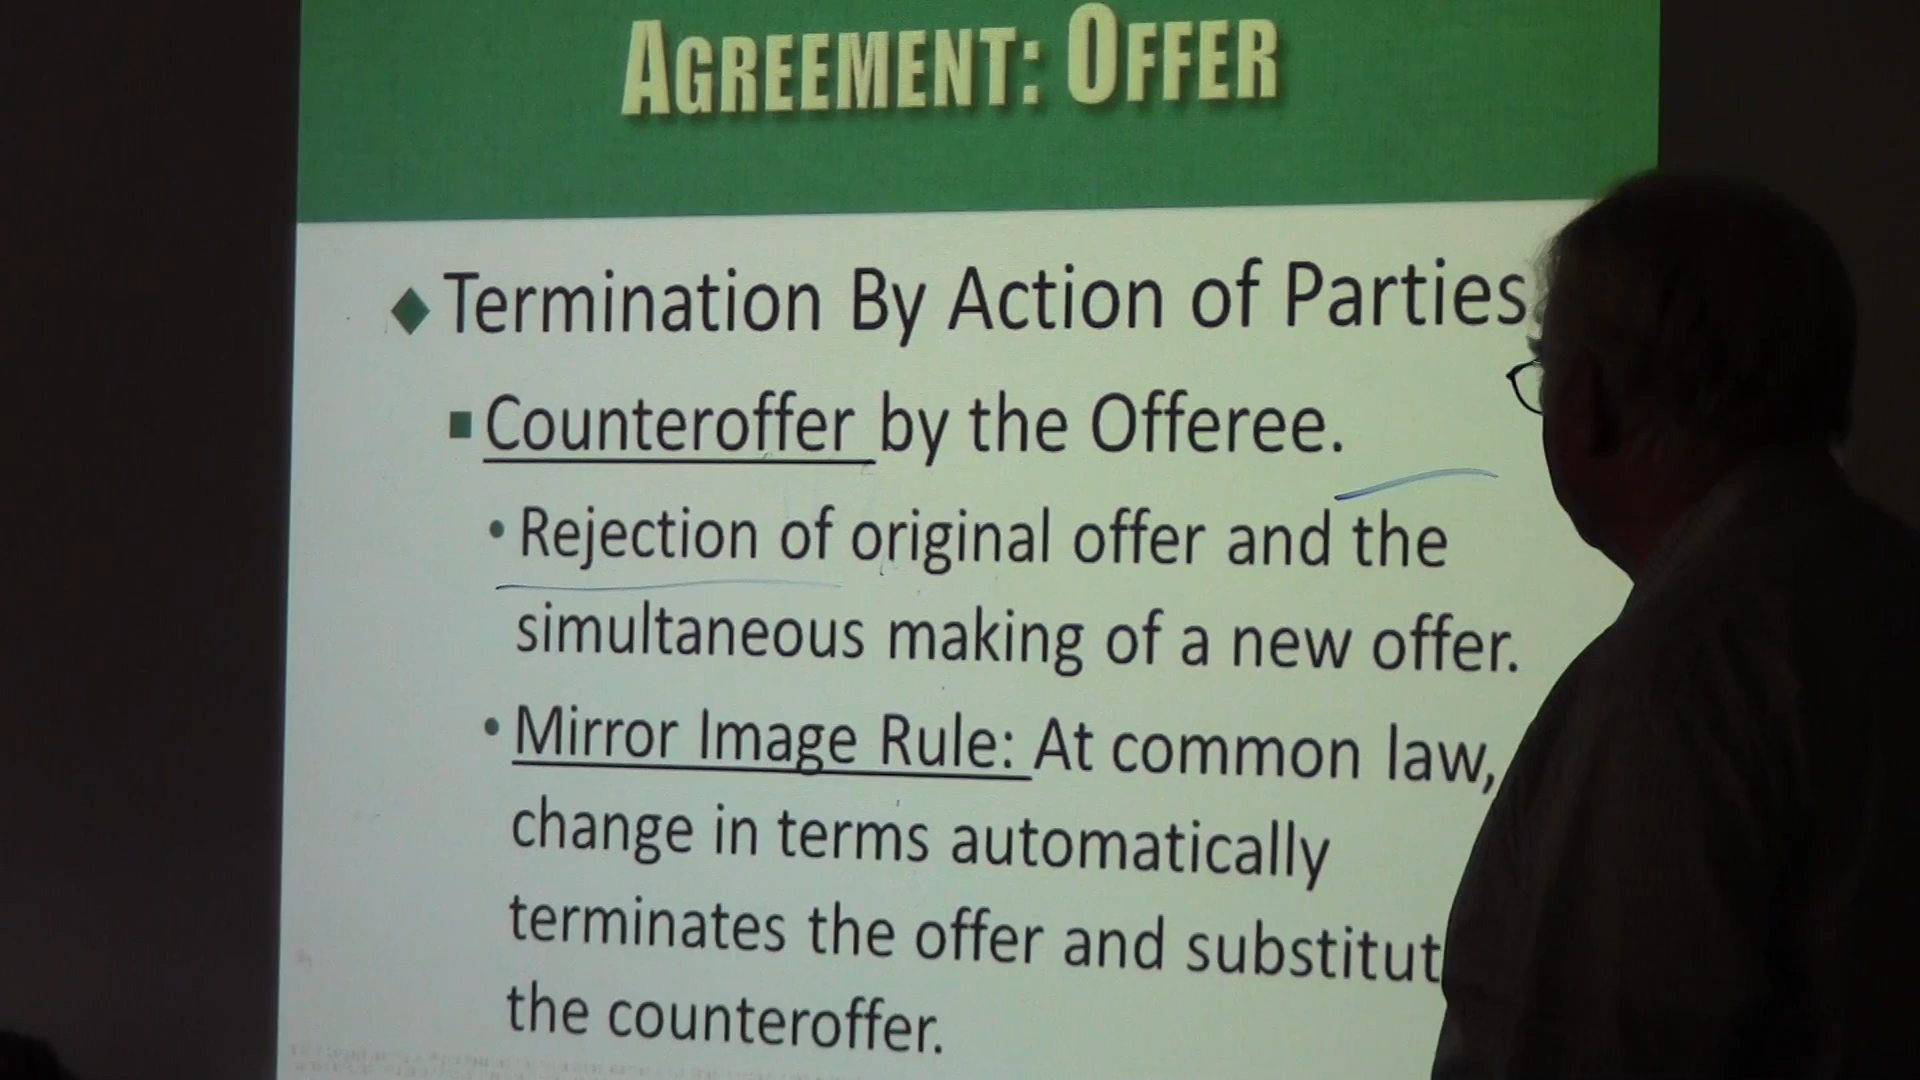 AGREEMENT: OFFER
Termination By Action of Parties
Counteroffer by the Offeree.
Rejection of original offer and the
simultaneous making of a new offer.
Mirror Image Rule: At common law,
change in terms automatically
terminates the offer and substitut
the counteroffer.